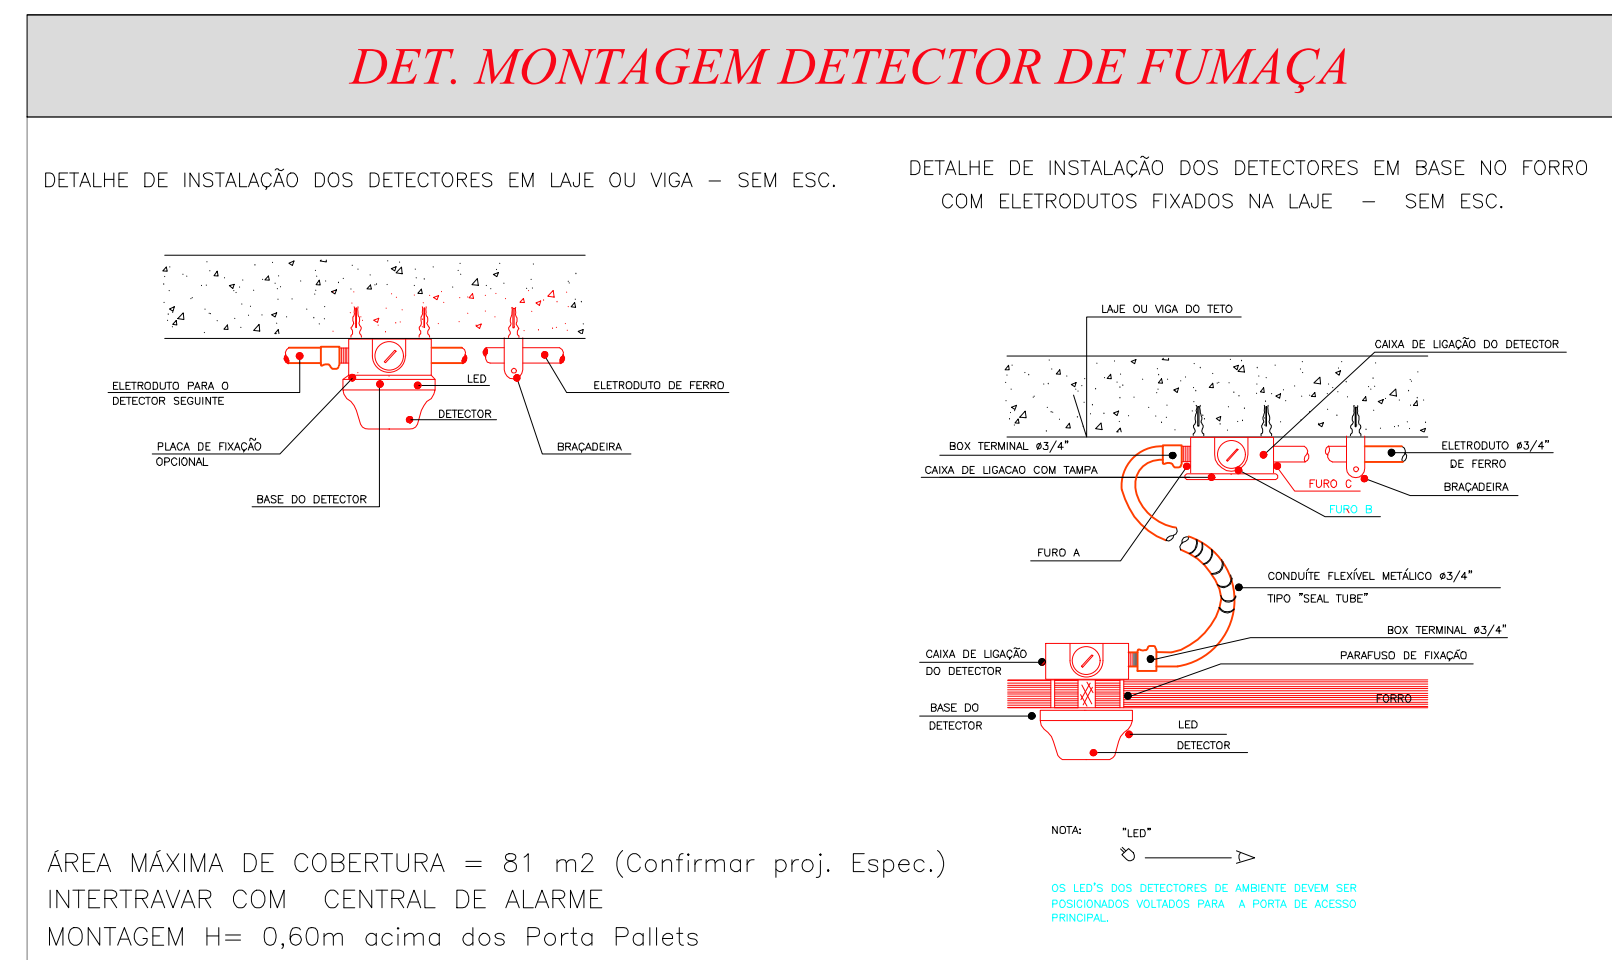 DET. MONTAGEM DETECTOR DE FUMAÇA
DETALHE DE INSTALAÇÃO DOS DETECTORES EM LAJE OU VIGA – SEM ESC.
ELETRODUTO PARA O
DETECTOR SEGUINTE
LED
ELETRODUTO DE FERRO
DETECTOR
PLACA DE FIXAÇÃO
OPCIONAL
BRAÇADEIRA
BASE DO DETECTOR
DETALHE DE INSTALAÇÃO DOS DETECTORES EM BASE NO FORRO
COM ELETRODUTOS FIXADOS NA LAJE – SEM ESC.
LAJE OU VIGA DO TETO
CAIXA DE LIGAÇÃO DO DETECTOR
BOX TERMINAL ø3/4"
ELETRODUTO ø3/4"
DE FERRO
CAIXA DE LIGACAO COM TAMPA
FURO C
BRAÇADEIRA
FURO B
FURO A
CONDUÍTE FLEXÍVEL METÁLICO ø3/4"
TIPO "SEAL TUBE"
BOX TERMINAL ø3/4"
CAIXA DE LIGAÇÃO
DO DETECTOR
PARAFUSO DE FIXAÇÃO
FORRO
BASE DO
DETECTOR
LED
DETECTOR
NOTA: "LED"
OS LED'S DOS DETECTORES DE AMBIENTE DEVEM SER
POSICIONADOS VOLTADOS PARA A PORTA DE ACESSO
PRINCIPAL.
ÁREA MÁXIMA DE COBERTURA = 81 m2 (Confirmar proj. Espec.)
INTERTRAVAR COM CENTRAL DE ALARME
MONTAGEM H= 0,60m acima dos Porta Pallets